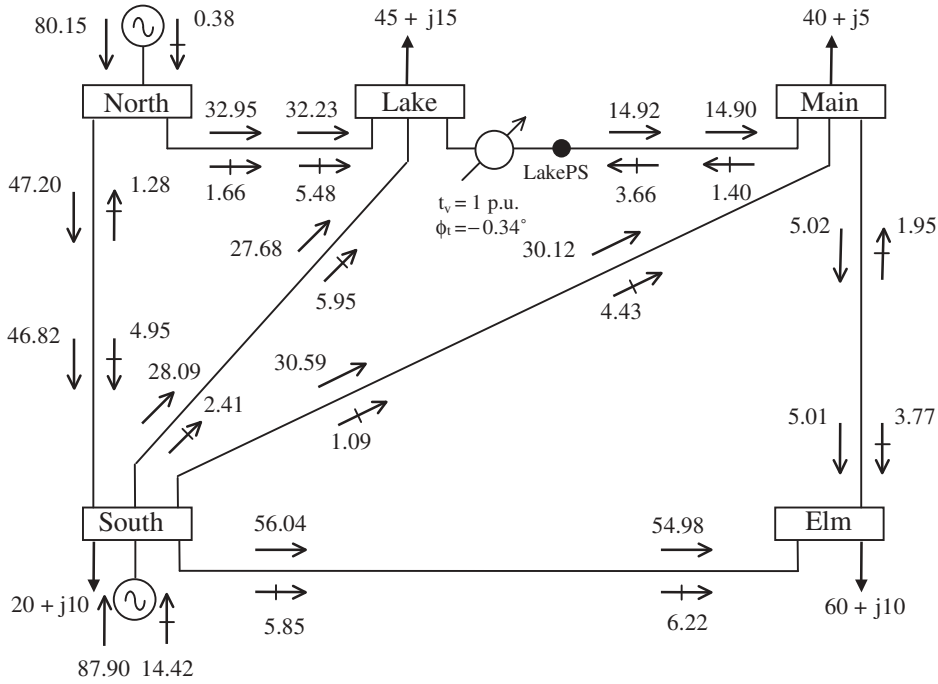 80.15
0.38
45 + j15
40 + j5
North
Lake
Main
32.95
32.23
14.92
14.90
LakePS
1.66
5.48
3.66
1.40
47.20
1.28
t_v = 1 p.u.
ϕ_t = −0.34°
27.68
30.12
5.02
1.95
5.95
4.43
46.82
4.95
28.09
30.59
2.41
1.09
5.01
3.77
South
Elm
56.04
54.98
20 + j10
5.85
6.22
60 + j10
87.90
14.42